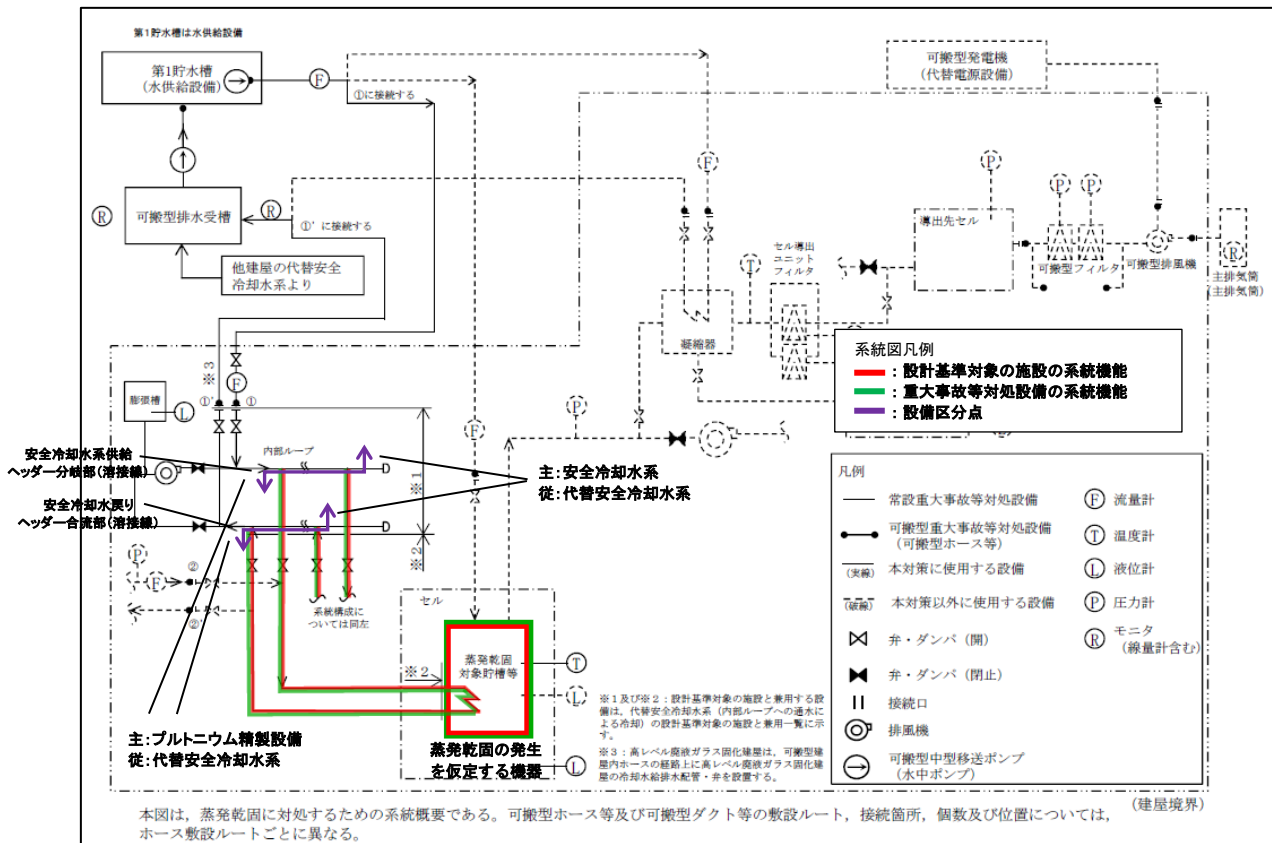 第1貯水槽は水供給設備
第1貯水槽
(水供給設備)
F
①に接続する
可搬型発電機
(代替電源設備)
F
P
P
P
R
可搬型排水受槽
R
①’に接続する
導出先セル
セル導出
ユニット
フィルタ
T
可搬型フィルタ
可搬型排風機
R
主排気筒
(主排気筒)
他建屋の代替安全
冷却水系より
凝縮器
系統図凡例
:設計基準対象の施設の系統機能
:重大事故等対処設備の系統機能
:設備区分点
※3
F
膨張槽
L
①’
①
P
F
安全冷却水系供給
ヘッダー分岐部(溶接線)
内部ループ
※1
主:安全冷却水系
従:代替安全冷却水系
安全冷却水戻り
ヘッダー合流部(溶接線)
※2
P
F
②
②’
系統構成に
ついては同左
セル
蒸発乾固
対象貯槽等
※2
T
L
L
蒸発乾固の発生
を仮定する機器
主:プルトニウム精製設備
従:代替安全冷却水系
※1及び※2:設計基準対象の施設と兼用する設
備は,代替安全冷却水系(内部ループへの通水に
よる冷却)の設計基準対象の施設と兼用一覧に示
す。
※3:高レベル廃液ガラス固化建屋は,可搬型建
屋内ホースの経路上に高レベル廃液ガラス固化建
屋の冷却水給排水配管・弁を設置する。
凡例
常設重大事故等対処設備
可搬型重大事故等対処設備
(可搬型ホース等)
(実線) 本対策に使用する設備
(破線) 本対策以外に使用する設備
弁・ダンパ(開)
弁・ダンパ(閉止)
接続口
排風機
可搬型中型移送ポンプ
(水中ポンプ)
F 流量計
T 温度計
L 液位計
P 圧力計
R モニタ
(線量計含む)
(建屋境界)
本図は,蒸発乾固に対処するための系統概要である。可搬型ホース等及び可搬型ダクト等の敷設ルート,接続箇所,個数及び位置については,
ホース敷設ルートごとに異なる。